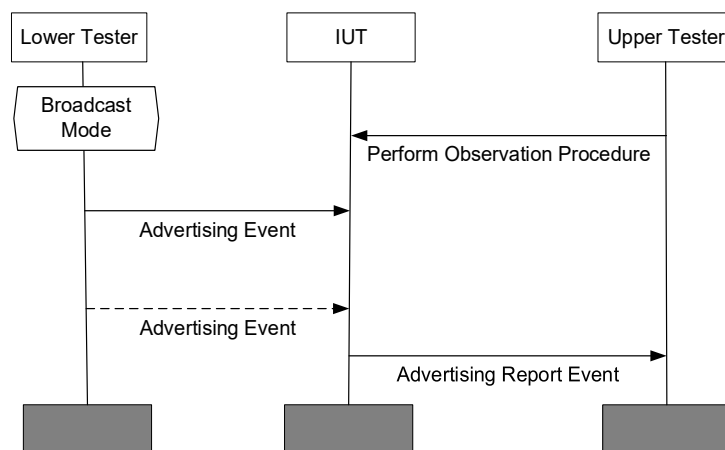 Lower Tester
IUT
Upper Tester
Broadcast
Mode
Perform Observation Procedure
Advertising Event
Advertising Event
Advertising Report Event